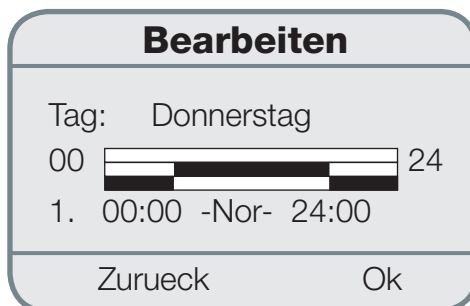 Bearbeiten
Tag: Donnerstag
00 24
1. 00:00 -Nor- 24:00
Zurueck Ok